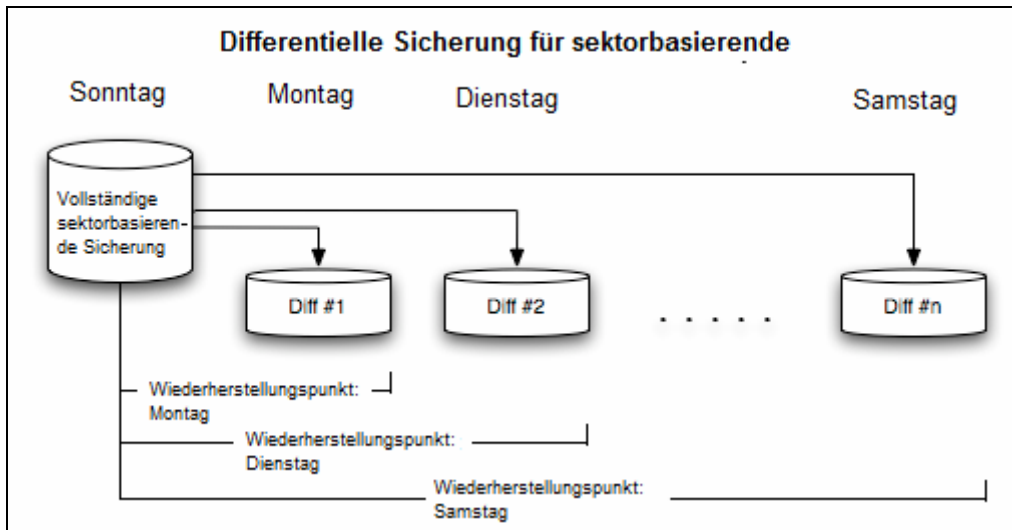 Differentielle Sicherung für sektorbasierende
Sonntag
Montag
Dienstag
Samstag
Vollständige
sektorbasieren-
de Sicherung
Diff #1
Diff #2
. . . . .
Diff #n
Wiederherstellungspunkt:
Montag
Wiederherstellungspunkt:
Dienstag
Wiederherstellungspunkt:
Samstag